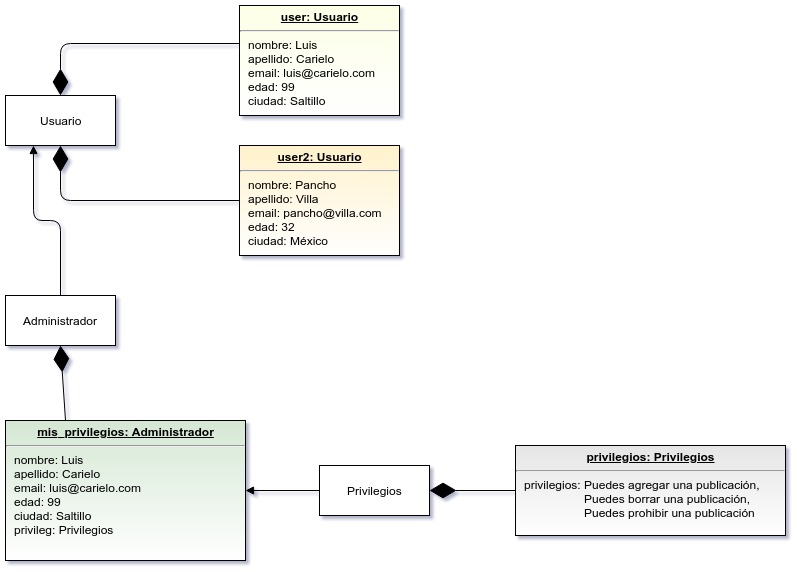 user: Usuario
nombre: Luis
apellido: Carielo
email: luis@carielo.com
edad: 99
ciudad: Saltillo
Usuario
user2: Usuario
nombre: Pancho
apellido: Villa
email: pancho@villa.com
edad: 32
ciudad: México
Administrador
mis_privilegios: Administrador
nombre: Luis
apellido: Carielo
email: luis@carielo.com
edad: 99
ciudad: Saltillo
privileg: Privilegios
Privilegios
privilegios: Privilegios
privilegios: Puedes agregar una publicación,
Puedes borrar una publicación,
Puedes prohibir una publicación